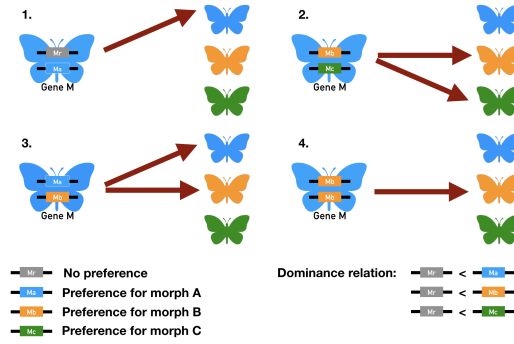 1.
Mr
Ma
Gene M
2.
Mb
Mc
Gene M
3.
Ma
Mb
Gene M
4.
Mb
Mb
Gene M
Mr No preference
Ma Preference for morph A
Mb Preference for morph B
Mc Preference for morph C
Dominance relation: Mr < Ma
Mr < Mb
Mr < Mc